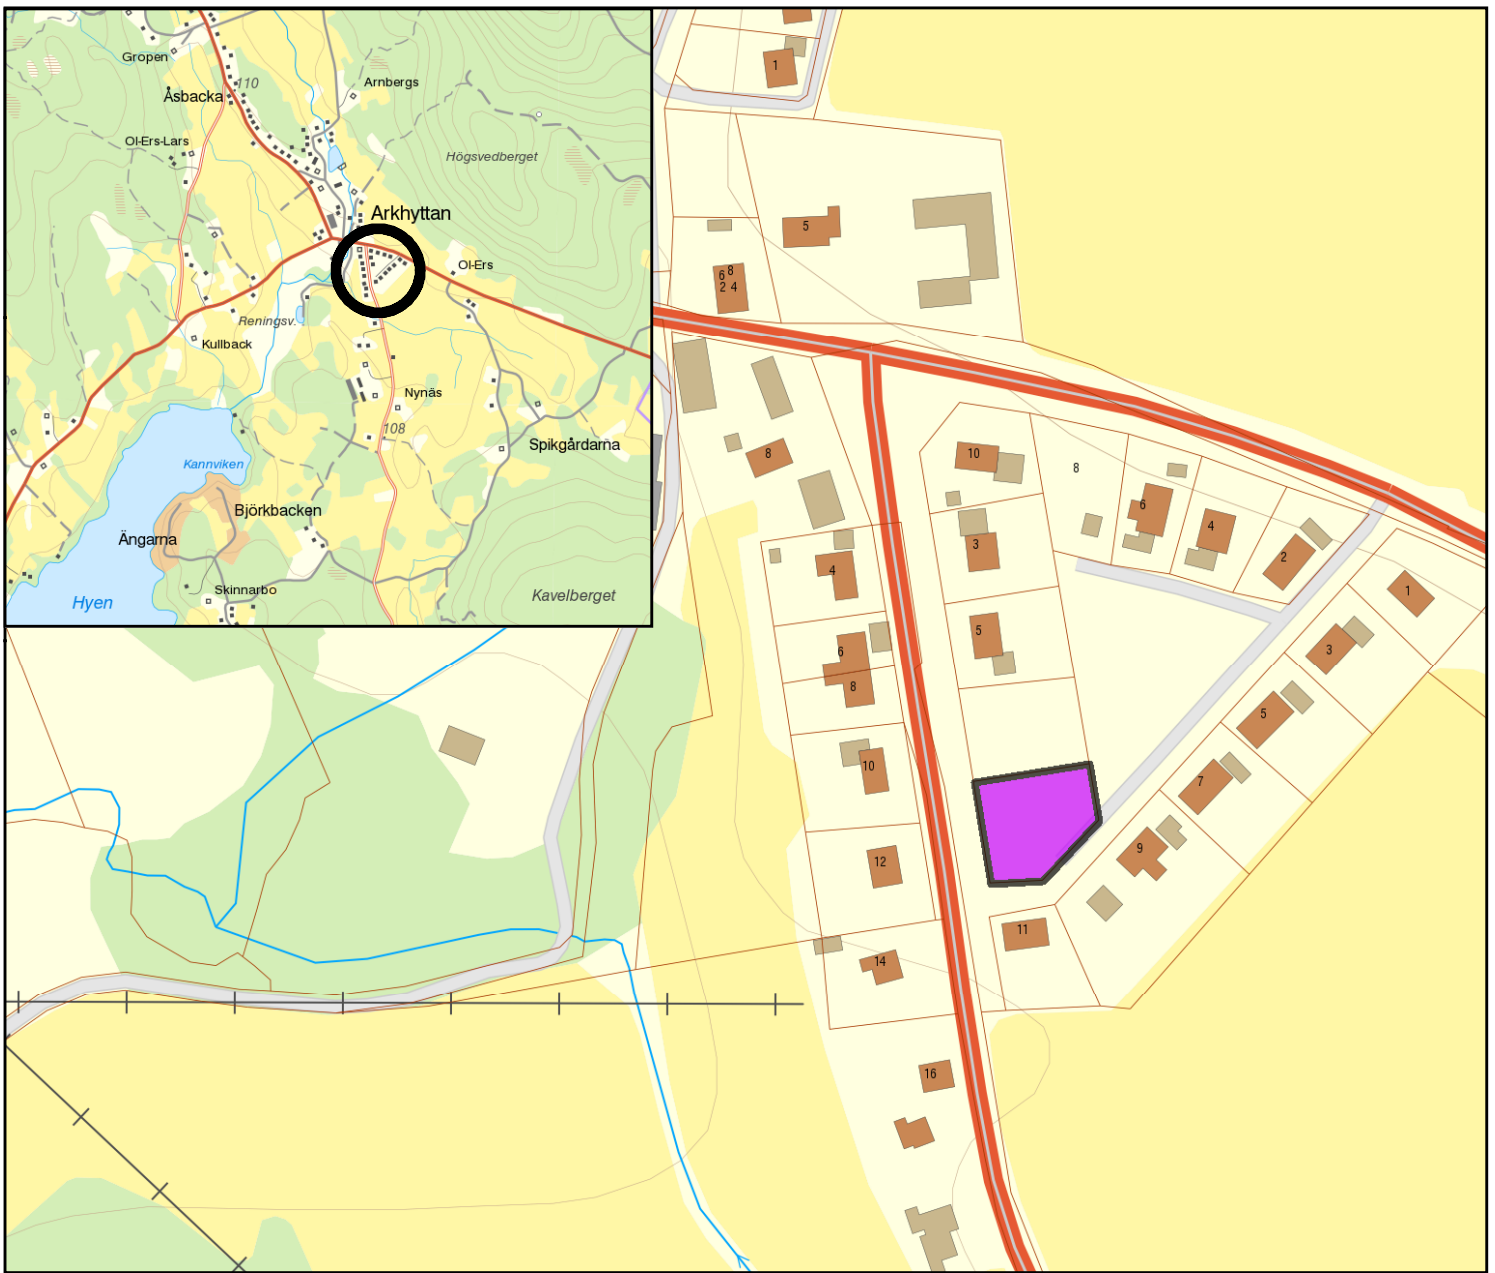 Gropen
110
Åsbacka
Arnbergs
Ol-Ers-Lars
Högsvedberget
Arkhyttan
Ol-Ers
Reningsv.
Kullback
Nynäs
108
Spikgårdarna
Kannviken
Björkbacken
Ängarna
Skinnarbo
Hyen
Kavelberget
1
5
6 8
2 4
8
10
8
6
4
2
3
4
1
5
3
6
8
5
10
7
12
9
11
14
16